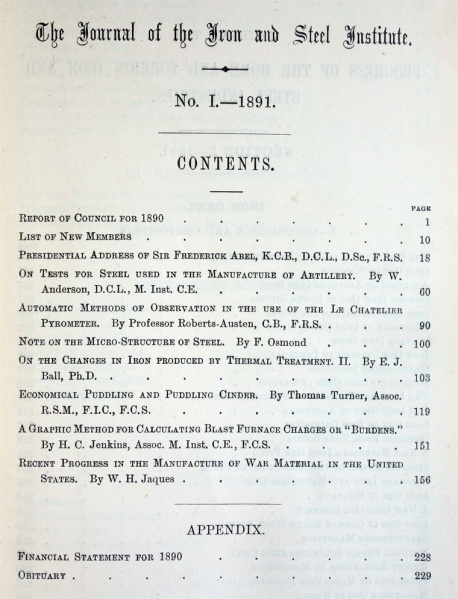 The Journal of the Iron and Steel Institute.
No. I.—1891.
CONTENTS.
PAGE
Report of Council for 1890 . . . . . . . 1
List of New Members . . . . . . . . 10
Presidential Address of Sir Frederick Abel, K.C.B., D.C.L., D.Sc., F.R.S. 18
On Tests for Steel used in the Manufacture of Artillery. By W.
Anderson, D.C.L., M. Inst. C.E. . . . . . . 60
Automatic Methods of Observation in the use of the Le Chatelier
Pyrometer. By Professor Roberts-Austen, C.B., F.R.S. . . . 90
Note on the Micro-Structure of Steel. By F. Osmond . . . 100
On the Changes in Iron produced by Thermal Treatment. II. By E. J.
Ball, Ph.D. . . . . . . . . . 103
Economical Puddling and Puddling Cinder. By Thomas Turner, Assoc.
R.S.M., F.I.C., F.C.S. . . . . . . . 119
A Graphic Method for Calculating Blast Furnace Charges or "Burdens."
By H. C. Jenkins, Assoc. M. Inst. C.E., F.C.S. . . . . 151
Recent Progress in the Manufacture of War Material in the United
States. By W. H. Jaques . . . . . . . 156
APPENDIX.
Financial Statement for 1890 . . . . . . 228
Obituary . . . . . . . . . . 229